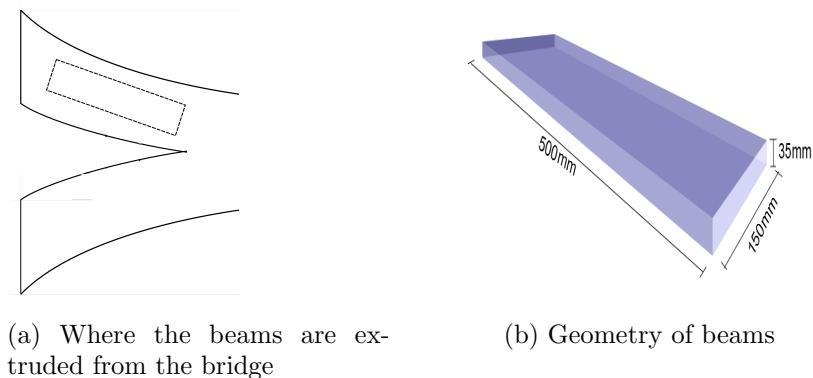 500mm
35mm
150mm
(a) Where the beams are ex-
truded from the bridge
(b) Geometry of beams